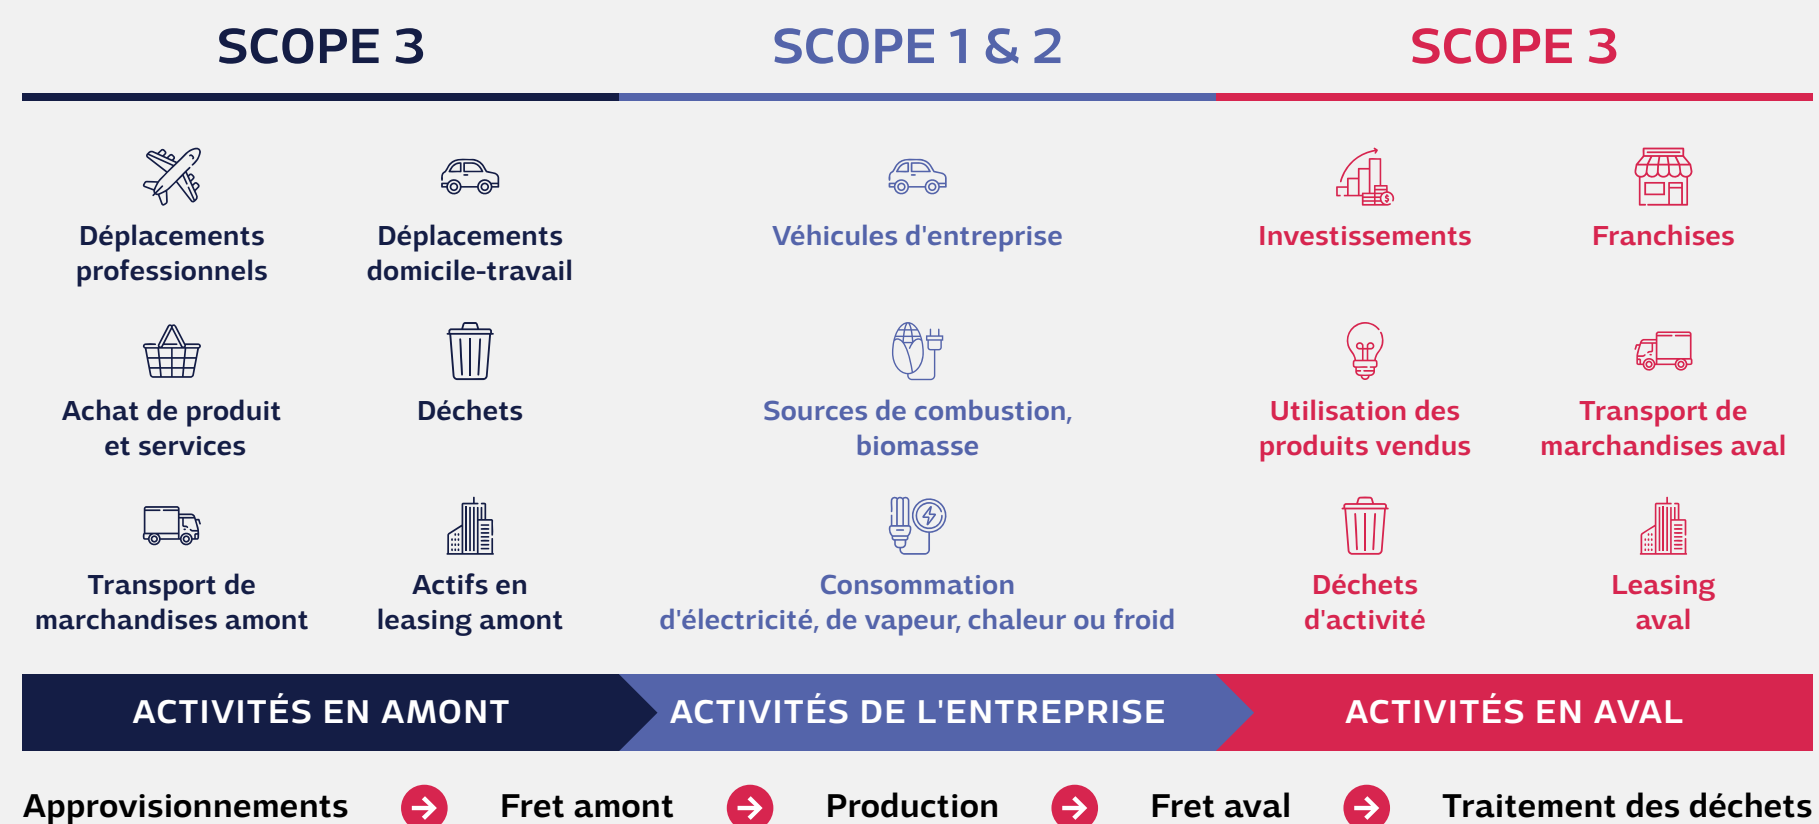 SCOPE 3
SCOPE 1 & 2
SCOPE 3
Déplacements
professionnels
Déplacements
domicile-travail
Véhicules d'entreprise
Investissements
Franchises
Achat de produit
et services
Déchets
Sources de combustion,
biomasse
Utilisation des
produits vendus
Transport de
marchandises aval
Transport de
marchandises amont
Actifs en
leasing amont
Consommation
d'électricité, de vapeur, chaleur ou froid
Déchets
d'activité
Leasing
aval
ACTIVITÉS EN AMONT
ACTIVITÉS DE L'ENTREPRISE
ACTIVITÉS EN AVAL
Approvisionnements
Fret amont
Production
Fret aval
Traitement des déchets